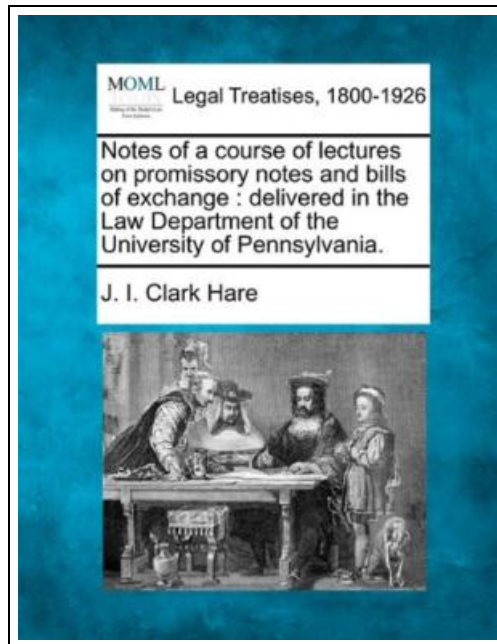 MOML
Legal Treatises, 1800-1926
Notes of a course of lectures
on promissory notes and bills
of exchange : delivered in the
Law Department of the
University of Pennsylvania.
J. I. Clark Hare